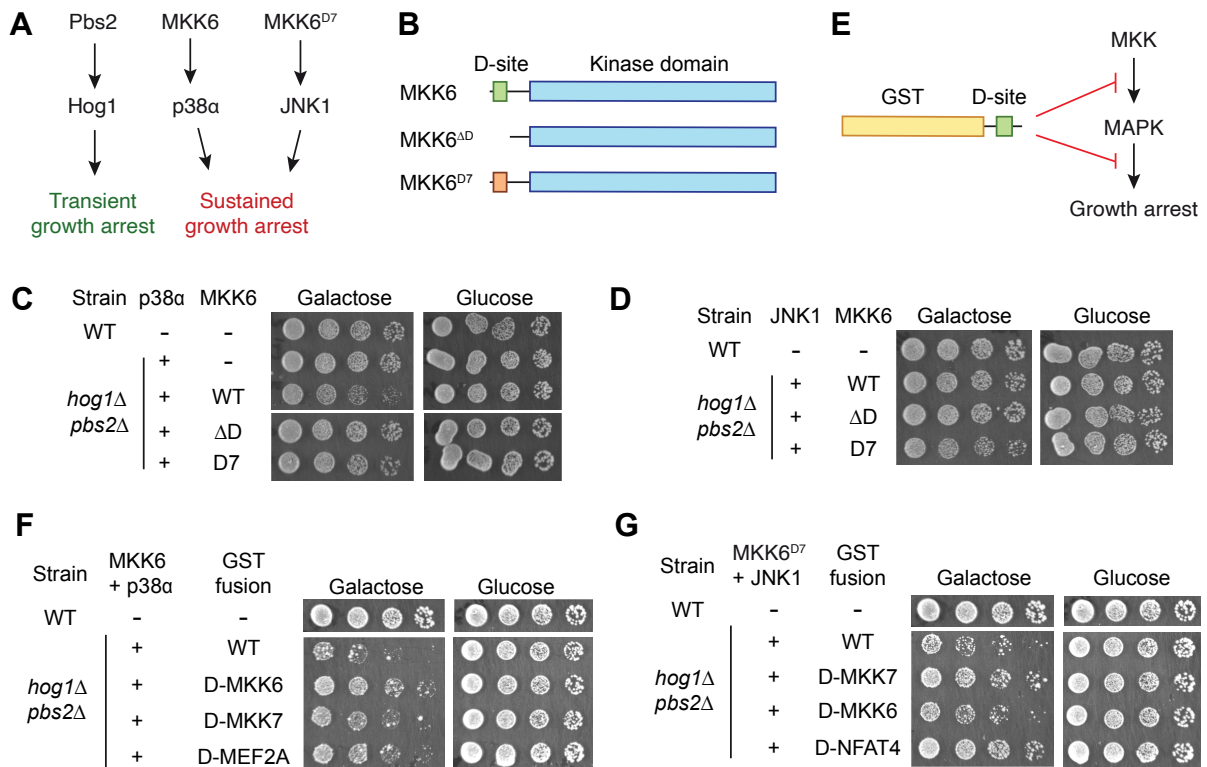 A
Pbs2 MKK6 MKK6D7
Hog1 p38α JNK1
Transient Sustained
growth arrest growth arrest
B
D-site Kinase domain
MKK6
MKK6ΔD
MKK6D7
E
MKK
GST D-site
MAPK
Growth arrest
C
Strain p38α MKK6 Galactose Glucose
WT - -
+ -
+ WT
+ ΔD
+ D7
hog1Δ
pbs2Δ
D
Strain JNK1 MKK6 Galactose Glucose
WT - -
+ WT
+ ΔD
+ D7
hog1Δ
pbs2Δ
F
Strain MKK6 + p38α GST fusion Galactose Glucose
WT - -
+ WT
+ D-MKK6
+ D-MKK7
+ D-MEF2A
hog1Δ
pbs2Δ
G
Strain MKK6D7 + JNK1 GST fusion Galactose Glucose
WT - -
+ WT
+ D-MKK7
+ D-MKK6
+ D-NFAT4
hog1Δ
pbs2Δ